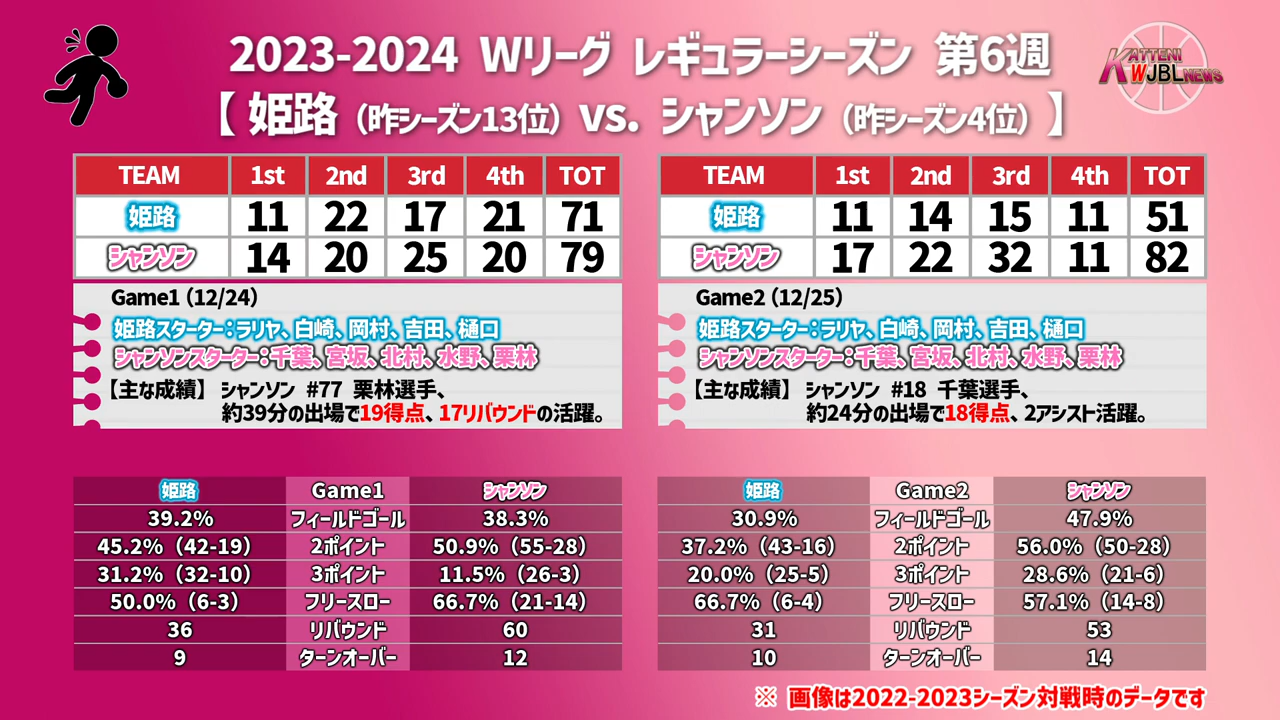 2023-2024 Wリーグ レギュラーシーズン 第6週
【 姫路（昨シーズン13位）vs. シャンソン（昨シーズン4位）】
KATTENI
WJBL NEWS
TEAM 1st 2nd 3rd 4th TOT
姫路 11 22 17 21 71
シャンソン 14 20 25 20 79
Game1（12/24）
姫路スターター：ラリヤ、白崎、岡村、吉田、樋口
シャンソンスターター：千葉、宮坂、北村、水野、栗林
【主な成績】 シャンソン #77 栗林選手、
約39分の出場で19得点、17リバウンドの活躍。
TEAM 1st 2nd 3rd 4th TOT
姫路 11 14 15 11 51
シャンソン 17 22 32 11 82
Game2（12/25）
姫路スターター：ラリヤ、白崎、岡村、吉田、樋口
シャンソンスターター：千葉、宮坂、北村、水野、栗林
【主な成績】 シャンソン #18 千葉選手、
約24分の出場で18得点、2アシスト活躍。
姫路 Game1 シャンソン
39.2% フィールドゴール 38.3%
45.2%（42-19） 2ポイント 50.9%（55-28）
31.2%（32-10） 3ポイント 11.5%（26-3）
50.0%（6-3） フリースロー 66.7%（21-14）
36 リバウンド 60
9 ターンオーバー 12
姫路 Game2 シャンソン
30.9% フィールドゴール 47.9%
37.2%（43-16） 2ポイント 56.0%（50-28）
20.0%（25-5） 3ポイント 28.6%（21-6）
66.7%（6-4） フリースロー 57.1%（14-8）
31 リバウンド 53
10 ターンオーバー 14
※ 画像は2022-2023シーズン対戦時のデータです